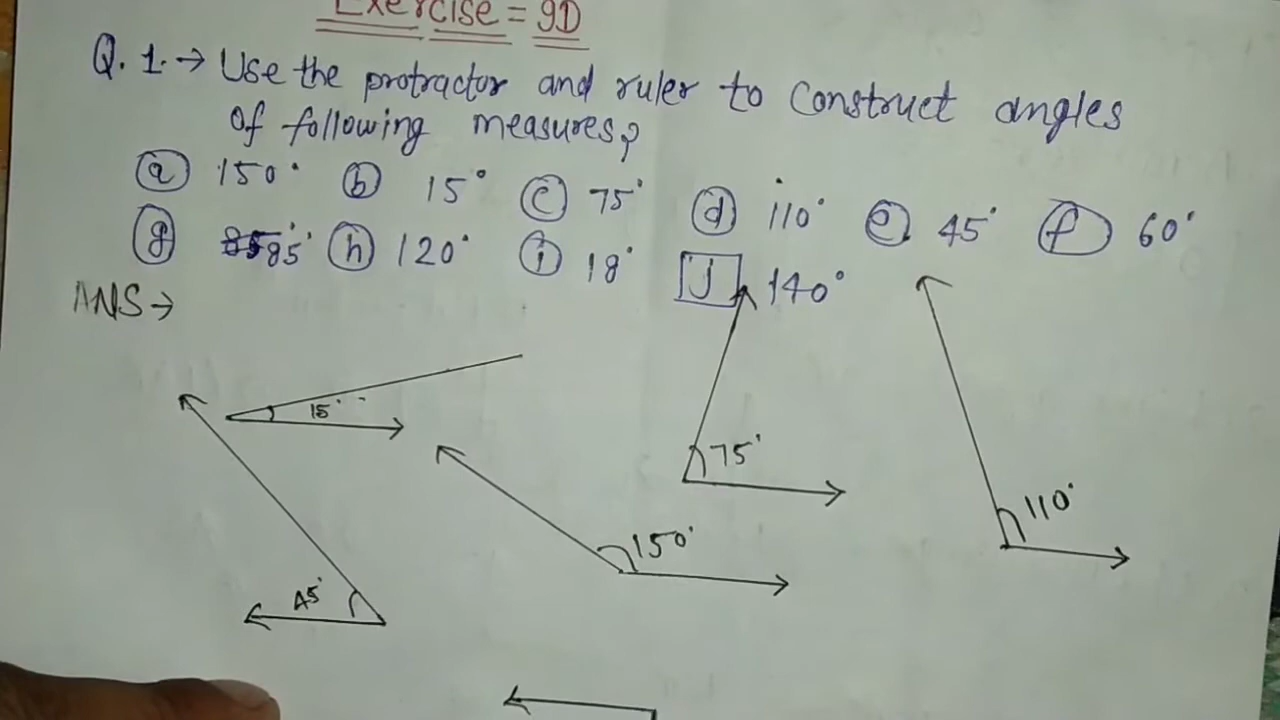 Exercise = 9D
Q. 1. → Use the protractor and ruler to construct angles
of following measures?
(a) 150° (b) 15° (c) 75° (d) 110° (e) 45° (f) 60°
(g) 85° (h) 120° (i) 18° [J] 140°
ANS →
15°
75°
110°
150°
45°